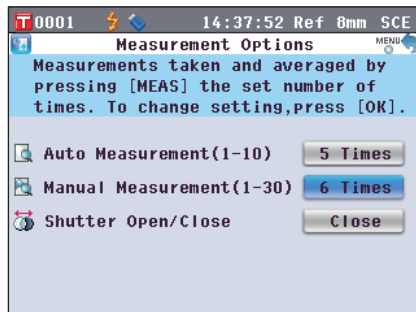 T0001 14:37:52 Ref 8mm SCE
Measurement Options MENU
Measurements taken and averaged by
pressing [MEAS] the set number of
times. To change setting,press [OK].
Auto Measurement(1-10) 5 Times
Manual Measurement(1-30) 6 Times
Shutter Open/Close Close